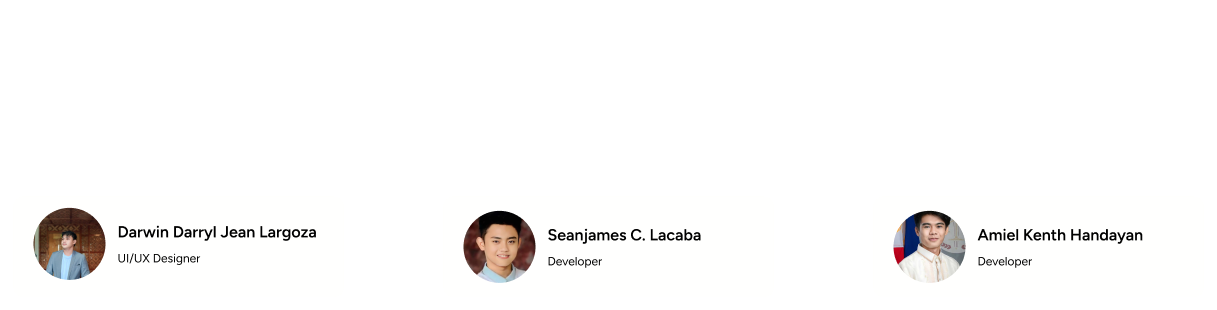 Darwin Darryl Jean Largoza
UI/UX Designer
Seanjames C. Lacaba
Developer
Amiel Kenth Handayan
Developer